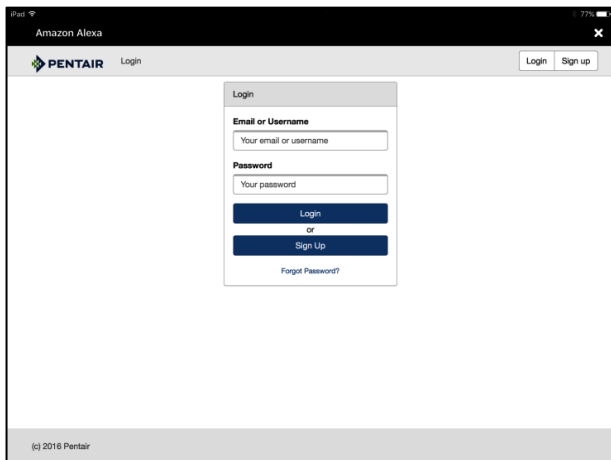 iPad 77%
Amazon Alexa
PENTAIR Login Login Sign up
Login
Email or Username
Your email or username
Password
Your password
Login
or
Sign Up
Forgot Password?
(c) 2016 Pentair